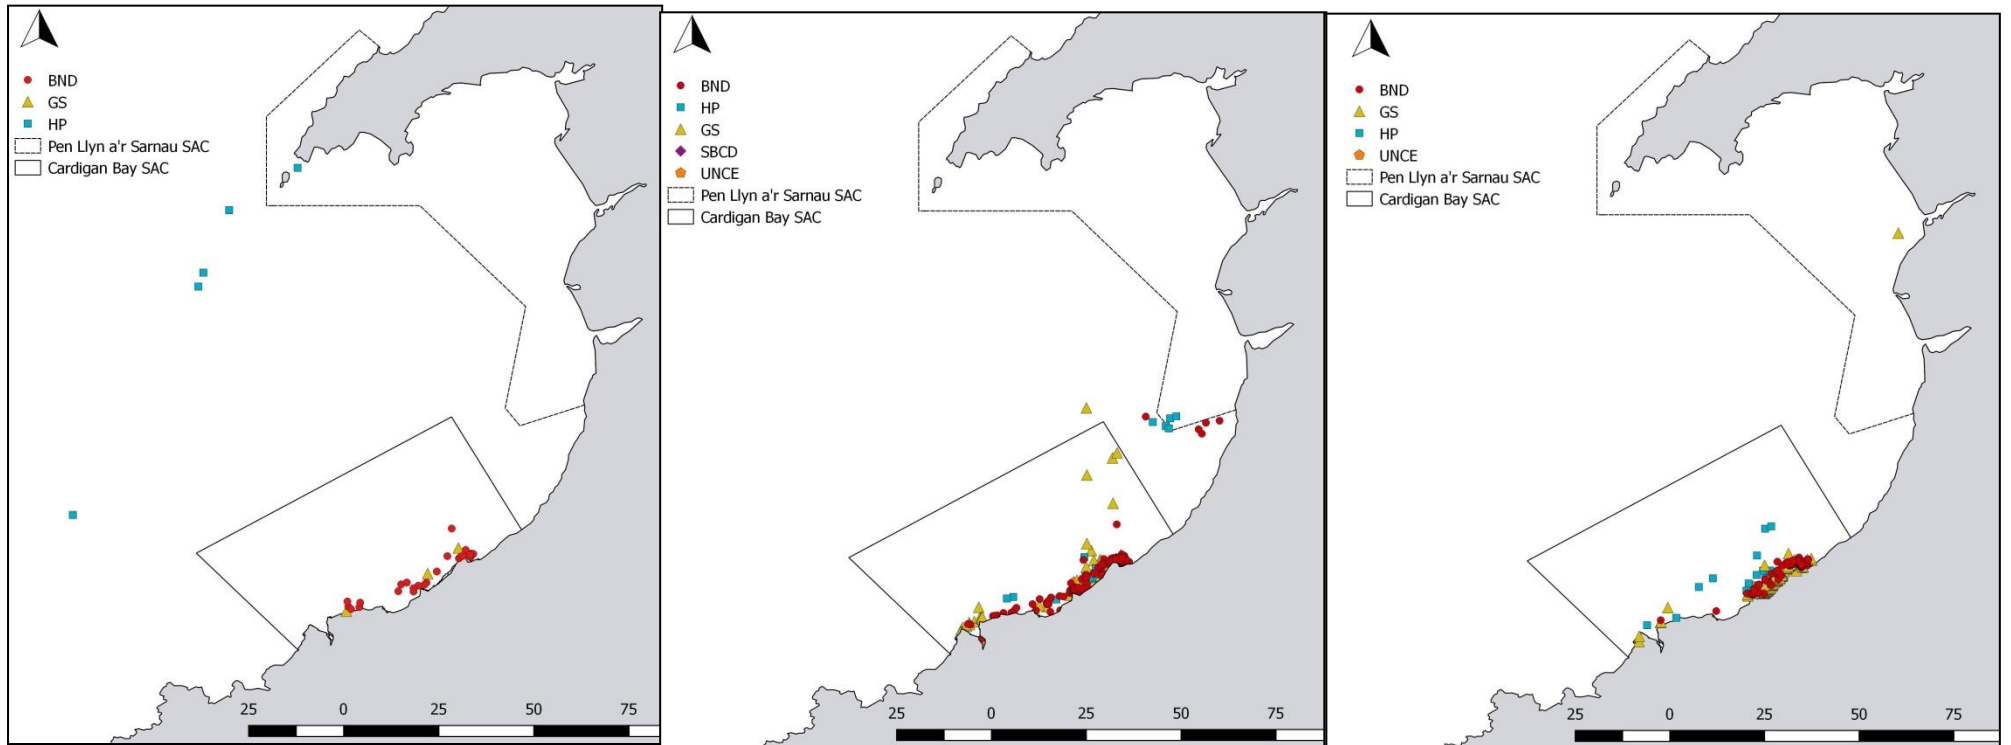 BND
GS
HP
Pen Llyn a'r Sarnau SAC
Cardigan Bay SAC
25 0 25 50 75
BND
HP
GS
SBCD
UNCE
Pen Llyn a'r Sarnau SAC
Cardigan Bay SAC
25 0 25 50 75
BND
GS
HP
UNCE
Pen Llyn a'r Sarnau SAC
Cardigan Bay SAC
25 0 25 50 75